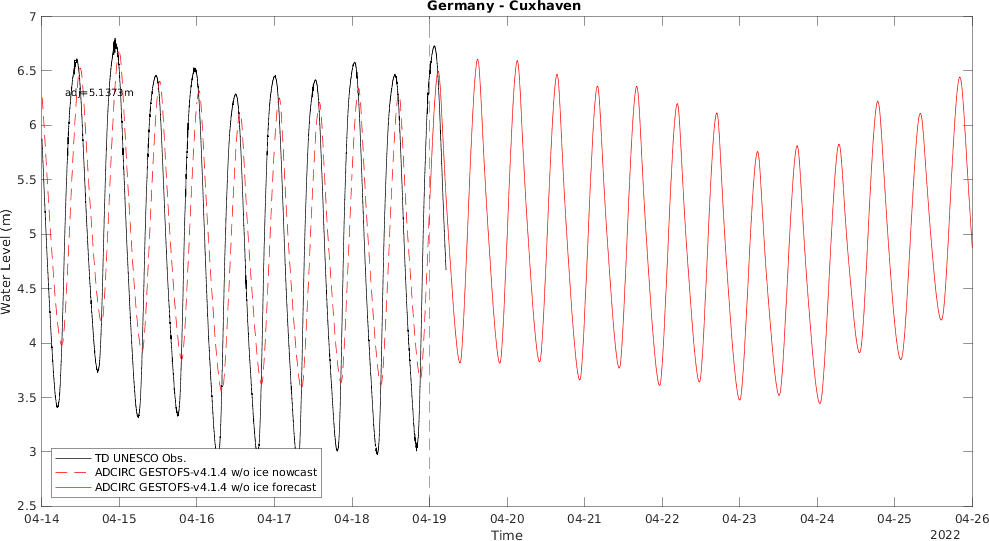 Germany - Cuxhaven
7
6.5
6
5.5
5
4.5
4
3.5
3
2.5
Water Level (m)
adj=5.1373m
TD UNESCO Obs.
ADCIRC GESTOFS-v4.1.4 w/o ice nowcast
ADCIRC GESTOFS-v4.1.4 w/o ice forecast
04-14 04-15 04-16 04-17 04-18 04-19 04-20 04-21 04-22 04-23 04-24 04-25 04-26
Time
2022